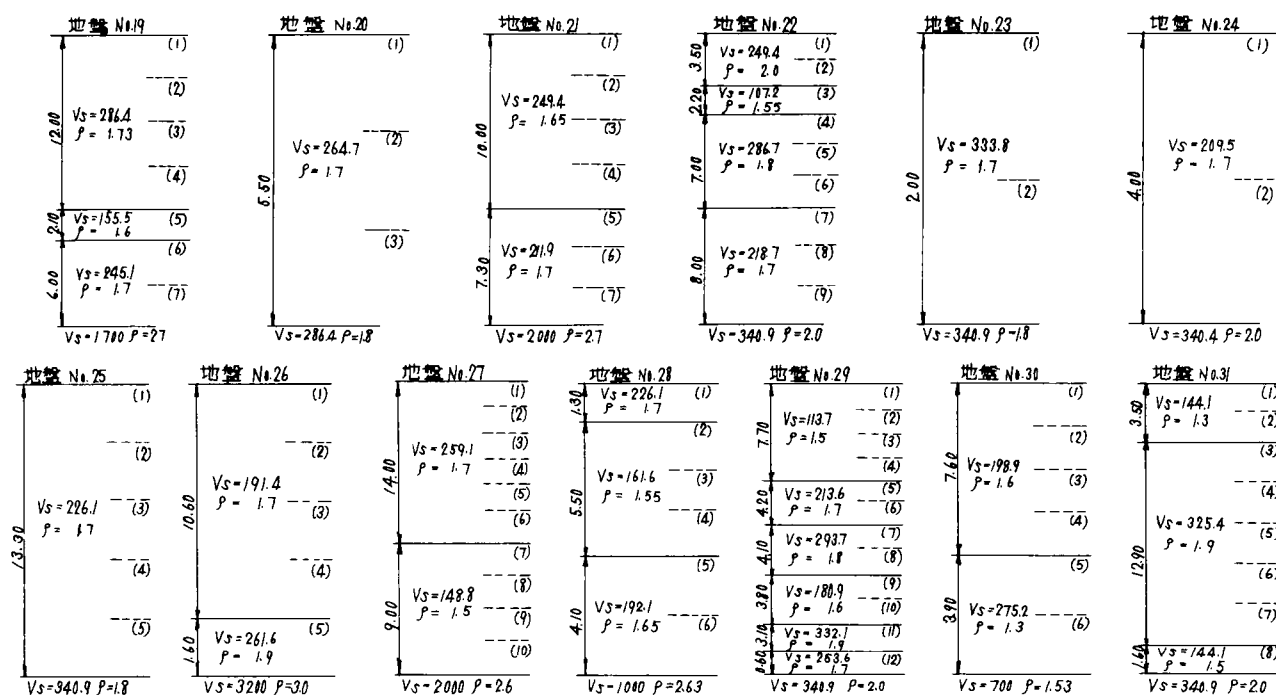 地盤 No.19
(1)
(2)
Vs=286.4
ρ= 1.73
(3)
(4)
12.00
Vs=155.5
ρ= 1.6
(5)
2.10
(6)
Vs=245.1
ρ= 1.7
(7)
6.00
Vs=1700 ρ=27
地盤 No.20
(1)
(2)
Vs=264.7
ρ=1.7
(3)
Vs=286.4 ρ=1.8
地盤 No.21
(1)
(2)
Vs=249.4
ρ= 1.65
(3)
(4)
10.00
(5)
Vs=211.9
ρ= 1.7
(6)
(7)
7.30
Vs=2000 ρ=2.7
地盤 No.22
(1)
Vs=249.4
ρ= 2.0
(2)
3.50
Vs=107.2
ρ= 1.55
(3)
2.20
(4)
Vs=286.7
ρ= 1.8
(5)
(6)
7.00
(7)
Vs=218.7
ρ= 1.7
(8)
(9)
8.00
Vs=340.9 ρ=2.0
地盤 No.23
(1)
Vs=333.8
ρ= 1.7
(2)
2.00
Vs=340.9 ρ=1.8
地盤 No.24
(1)
Vs=209.5
ρ= 1.7
(2)
4.00
Vs=340.4 ρ=2.0
地盤 No.25
(1)
(2)
Vs=226.1
ρ= 1.7
(3)
(4)
(5)
13.30
Vs=340.9 ρ=1.8
地盤 No.26
(1)
(2)
Vs=191.4
ρ= 1.7
(3)
(4)
10.60
(5)
Vs=261.6
ρ= 1.9
1.60
Vs=3200 ρ=3.0
地盤 No.27
(1)
(2)
(3)
Vs=259.1
ρ= 1.7
(4)
(5)
(6)
14.00
(7)
(8)
Vs=148.8
ρ= 1.5
(9)
(10)
9.00
Vs=2000 ρ=2.6
地盤 No.28
Vs=226.1
ρ= 1.7
(1)
1.30
(2)
Vs=161.6
ρ= 1.55
(3)
(4)
5.50
(5)
Vs=192.1
ρ= 1.65
(6)
4.10
Vs=1000 ρ=2.63
地盤 No.29
(1)
(2)
Vs=113.7
ρ=1.5
(3)
(4)
7.70
(5)
Vs=213.6
ρ= 1.7
(6)
4.20
(7)
Vs=293.7
ρ= 1.8
(8)
4.10
(9)
Vs=180.9
ρ= 1.6
(10)
3.80
(11)
Vs=332.1
ρ= 1.9
3.10
Vs=253.6
ρ= 1.7
(12)
0.60
Vs=340.9 ρ=2.0
地盤 No.30
(1)
(2)
Vs=198.9
ρ= 1.6
(3)
(4)
7.60
(5)
Vs=275.2
ρ= 1.3
(6)
3.90
Vs=700 ρ=1.53
地盤 No.31
(1)
Vs=144.1
ρ= 1.3
(2)
3.50
(3)
(4)
Vs=325.4
ρ= 1.9
(5)
(6)
(7)
12.90
Vs=144.1
ρ= 1.5
(8)
1.60
Vs=340.9 ρ=2.0